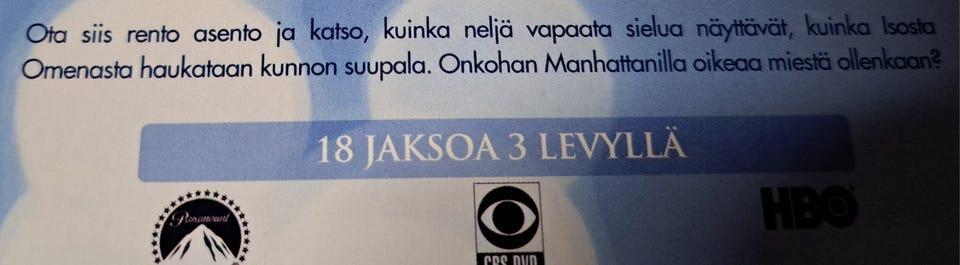 Ota siis rento asento ja katso, kuinka neljä vapaata sielua näyttävät, kuinka Isosta
Omenasta haukataan kunnon suupala. Onkohan Manhattanilla oikeaa miestä ollenkaan?
18 JAKSOA 3 LEVYLLÄ
Paramount
CBS DVD
HBO